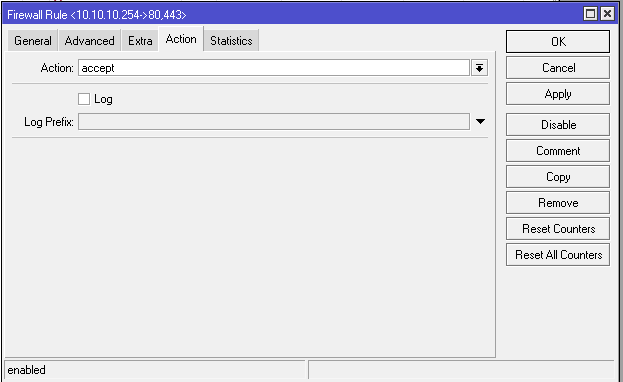 Firewall Rule <10.10.10.254->80,443>
General Advanced Extra Action Statistics
Action: accept
Log
Log Prefix:
OK
Cancel
Apply
Disable
Comment
Copy
Remove
Reset Counters
Reset All Counters
enabled